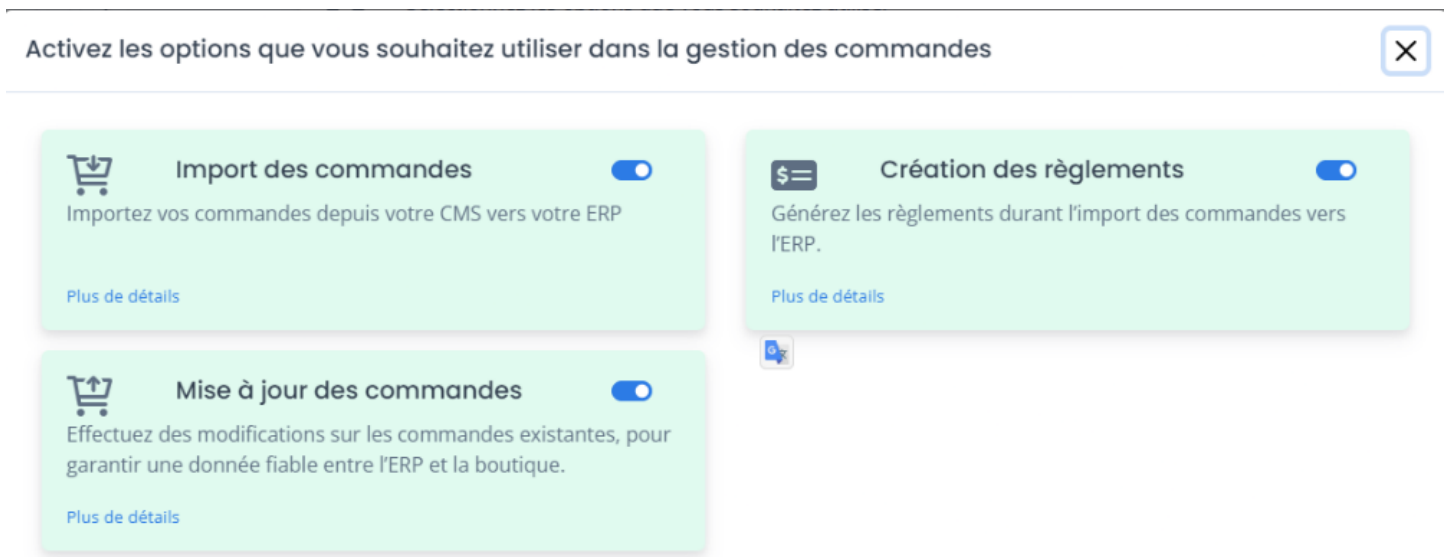 Activez les options que vous souhaitez utiliser dans la gestion des commandes
Import des commandes
Importez vos commandes depuis votre CMS vers votre ERP
Plus de détails
Création des règlements
Générez les règlements durant l'import des commandes vers
l'ERP.
Plus de détails
Mise à jour des commandes
Effectuez des modifications sur les commandes existantes, pour
garantir une donnée fiable entre l'ERP et la boutique.
Plus de détails